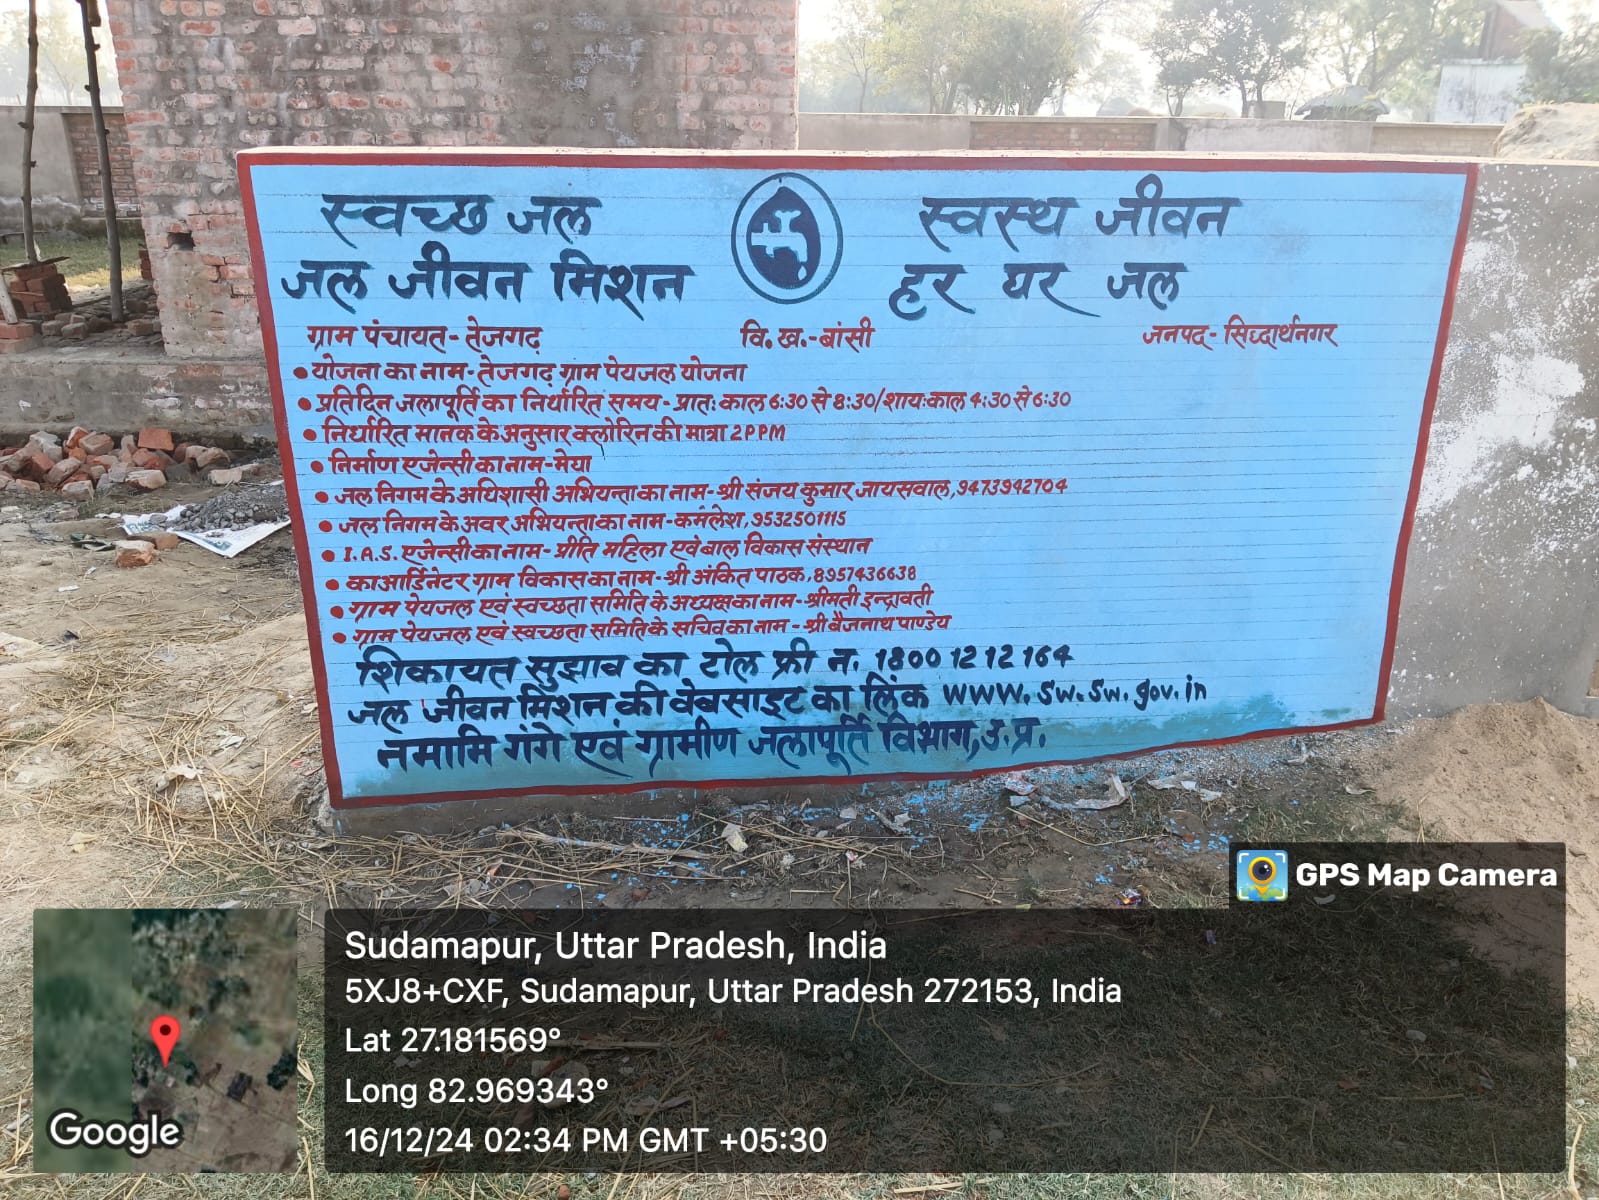 स्वच्छ जल स्वस्थ जीवन
जल जीवन मिशन हर घर जल
ग्राम पंचायत- तेजगढ़ वि.ख.-बांसी जनपद- सिद्धार्थनगर
• योजना का नाम- तेजगढ़ ग्राम पेयजल योजना
• प्रतिदिन जलापूर्ति का निर्धारित समय- प्रातः काल 6:30 से 8:30/शायःकाल 4:30 से 6:30
• निर्धारित मानक के अनुसार क्लोरिन की मात्रा 2PPM
• निर्माण एजेन्सी का नाम-मेया
• जल निगम के अधिशासी अभियन्ता का नाम-श्री संजय कुमार जायसवाल,9473942704
• जल निगम के अवर अभियन्ता का नाम- कमलेश,9532501115
• I.A.S. एजेन्सी का नाम- प्रीति महिला एवं बाल विकास संस्थान
• काआर्डिनेटर ग्राम विकास का नाम-श्री अंकित पाठक,8957436638
• ग्राम पेयजल एवं स्वच्छता समिति के अध्यक्ष का नाम-श्रीमती इन्द्रावती
• ग्राम पेयजल एवं स्वच्छता समिति के सचिव का नाम-श्री बैजनाथ पाण्डेय
शिकायत सुझाव का टोल फ्री न. 1800 12 12 164
जल जीवन मिशन की वेबसाइट का लिंक www.sw.sw.gov.in
नमामि गंगे एवं ग्रामीण जलापूर्ति विभाग,उ.प्र.
GPS Map Camera
Sudamapur, Uttar Pradesh, India
5XJ8+CXF, Sudamapur, Uttar Pradesh 272153, India
Lat 27.181569°
Long 82.969343°
16/12/24 02:34 PM GMT +05:30
Google